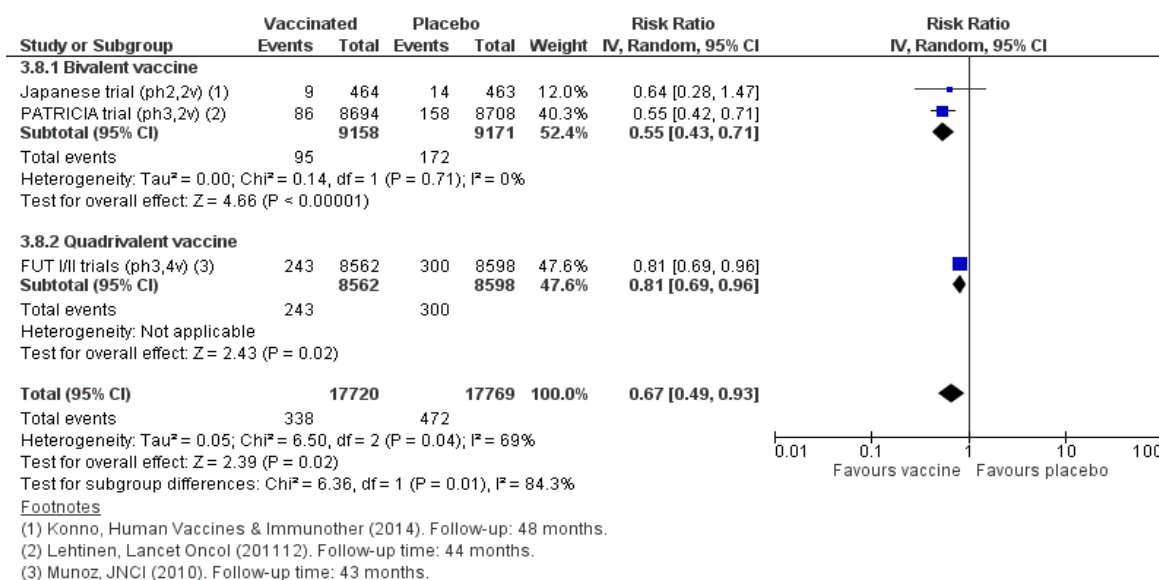 Vaccinated Placebo Risk Ratio Risk Ratio
Study or Subgroup Events Total Events Total Weight IV, Random, 95% CI IV, Random, 95% CI
3.8.1 Bivalent vaccine
Japanese trial (ph2,2v) (1) 9 464 14 463 12.0% 0.64 [0.28, 1.47]
PATRICIA trial (ph3,2v) (2) 86 8694 158 8708 40.3% 0.55 [0.42, 0.71]
Subtotal (95% CI) 9158 9171 52.4% 0.55 [0.43, 0.71]
Total events 95 172
Heterogeneity: Tau² = 0.00; Chi² = 0.14, df = 1 (P = 0.71); I² = 0%
Test for overall effect: Z = 4.66 (P < 0.00001)
3.8.2 Quadrivalent vaccine
FUT I/II trials (ph3,4v) (3) 243 8562 300 8598 47.6% 0.81 [0.69, 0.96]
Subtotal (95% CI) 8562 8598 47.6% 0.81 [0.69, 0.96]
Total events 243 300
Heterogeneity: Not applicable
Test for overall effect: Z = 2.43 (P = 0.02)
Total (95% CI) 17720 17769 100.0% 0.67 [0.49, 0.93]
Total events 338 472
Heterogeneity: Tau² = 0.05; Chi² = 6.50, df = 2 (P = 0.04); I² = 69%
Test for overall effect: Z = 2.39 (P = 0.02)
Test for subgroup differences: Chi² = 6.36, df = 1 (P = 0.01), I² = 84.3%
0.01 0.1 1 10 100
Favours vaccine Favours placebo
Footnotes
(1) Konno, Human Vaccines & Immunother (2014). Follow-up: 48 months.
(2) Lehtinen, Lancet Oncol (201112). Follow-up time: 44 months.
(3) Munoz, JNCI (2010). Follow-up time: 43 months.